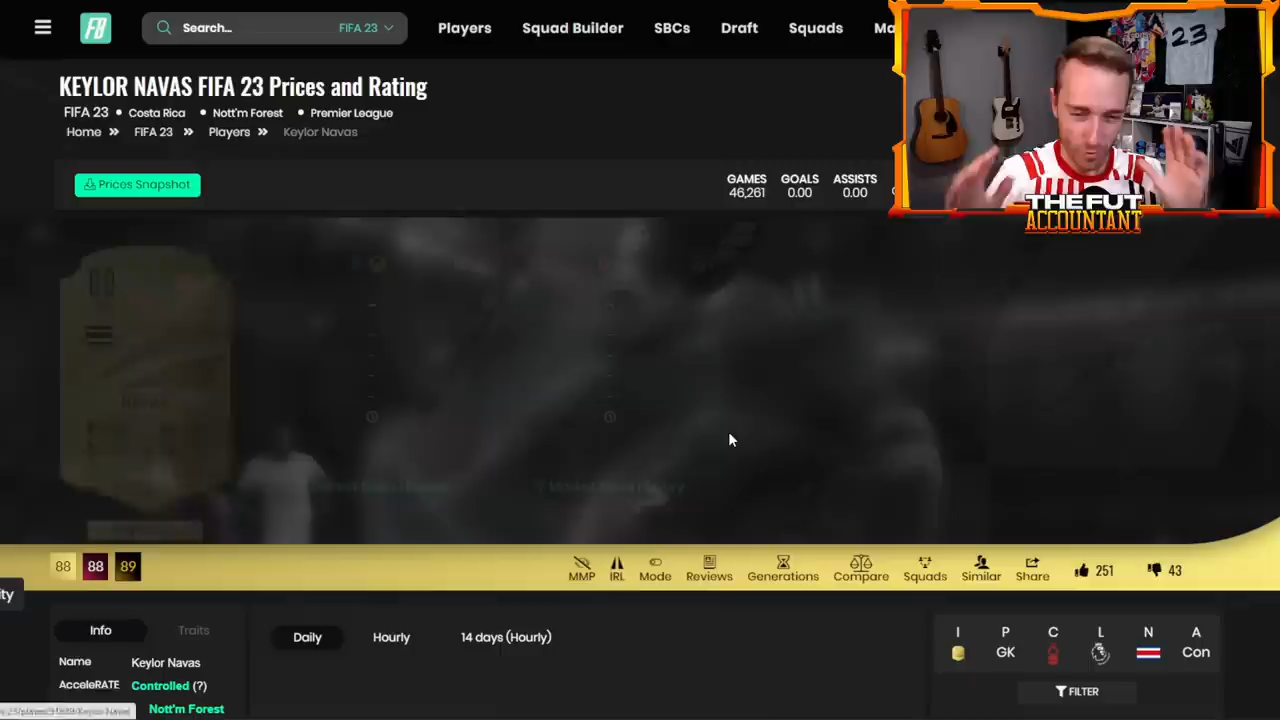 FB
Search...
FIFA 23
Players
Squad Builder
SBCs
Draft
Squads
Ma
23
KEYLOR NAVAS FIFA 23 Prices and Rating
FIFA 23 • Costa Rica • Nott'm Forest • Premier League
Home » FIFA 23 » Players » Keylor Navas
Prices Snapshot
GAMES GOALS ASSISTS
46,261 0.00 0.00
THE FUT
ACCOUNTANT
88 88 89
MMP IRL Mode Reviews Generations Compare Squads Similar Share
251 43
ity
Info Traits
Daily Hourly 14 days (Hourly)
I P C L N A
GK Con
Name Keylor Navas
AcceleRATE Controlled (?)
FILTER
Nott'm Forest